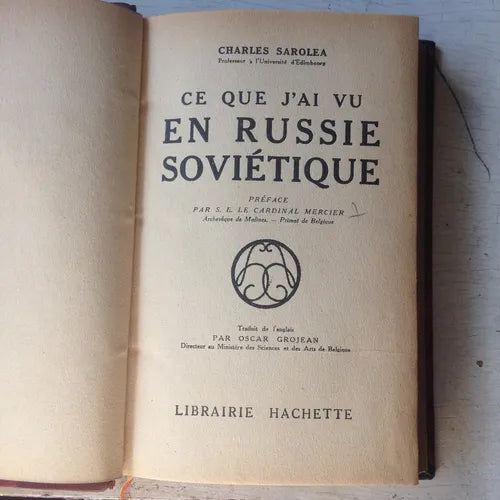 CHARLES SAROLEA
Professeur à l'Université d'Édimbourg
CE QUE J'AI VU
EN RUSSIE
SOVIÉTIQUE
PRÉFACE
PAR S. E. LE CARDINAL MERCIER
Archevêque de Malines. — Primat de Belgique
Traduit de l'anglais
PAR OSCAR GROJEAN
Directeur au Ministère des Sciences et des Arts de Belgique
LIBRAIRIE HACHETTE